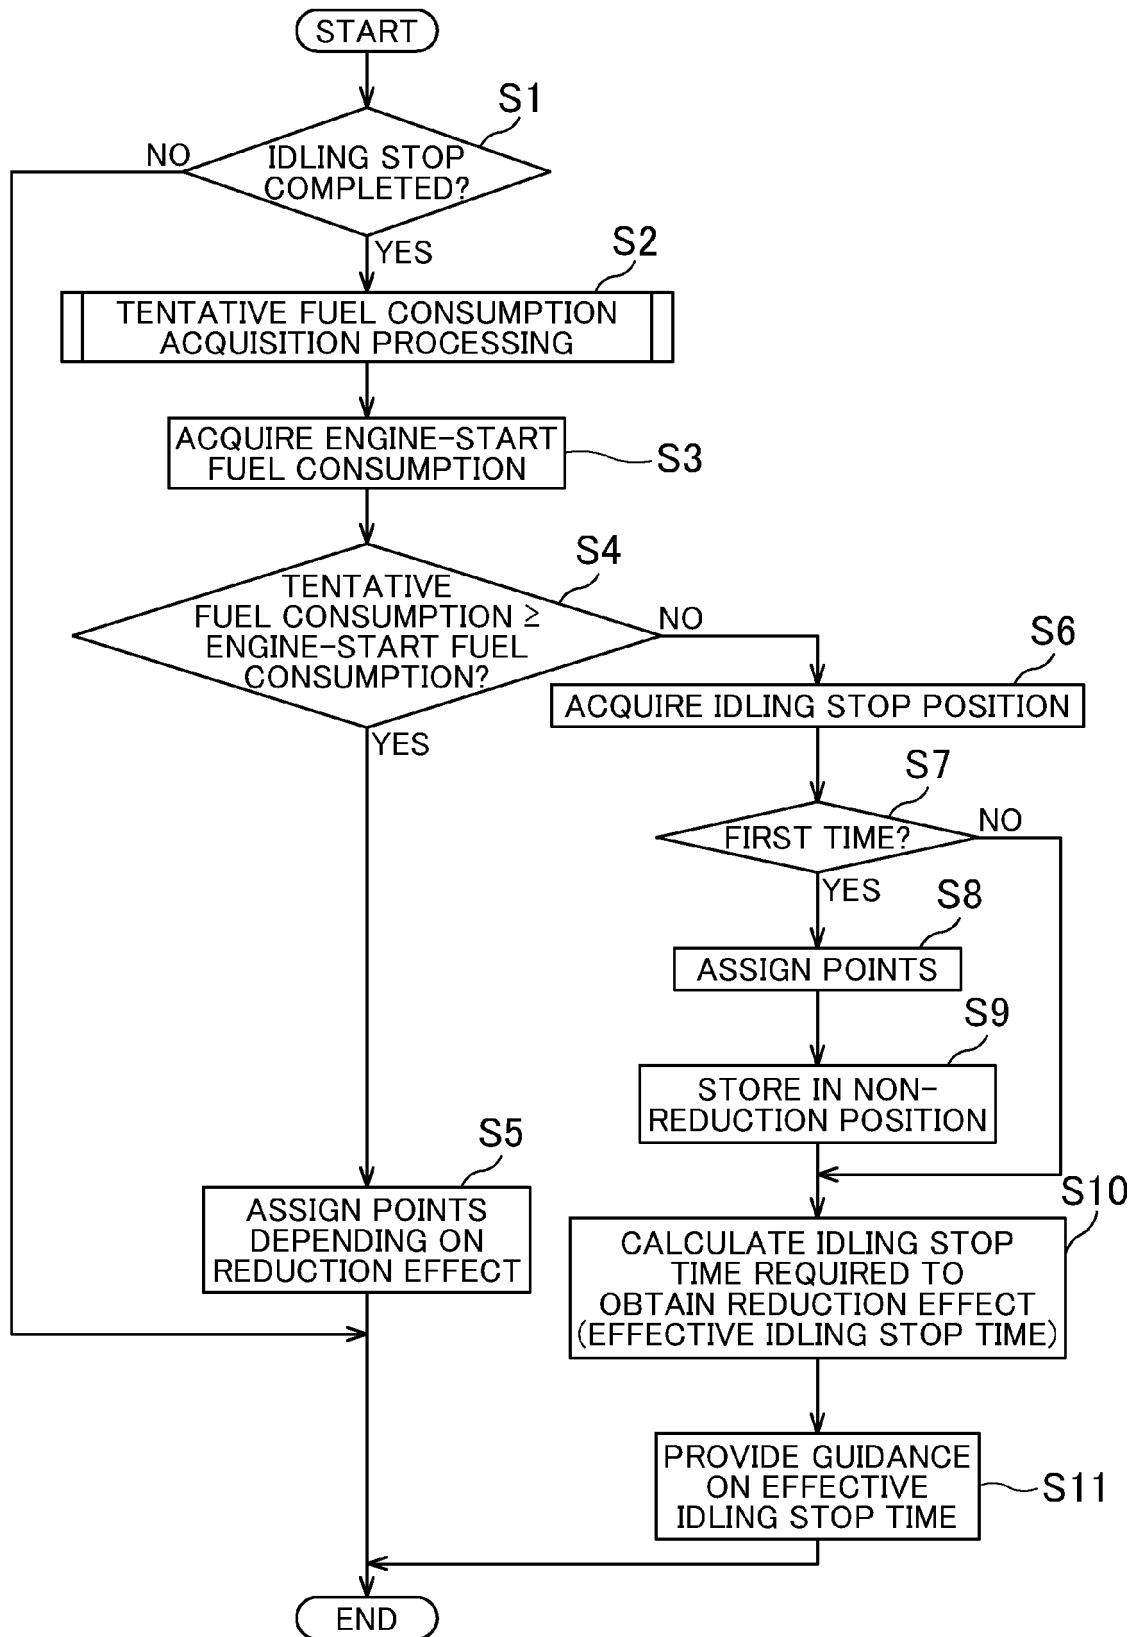 START
S1
NO
IDLING STOP
COMPLETED?
YES
S2
TENTATIVE FUEL CONSUMPTION
ACQUISITION PROCESSING
ACQUIRE ENGINE-START
FUEL CONSUMPTION
S3
S4
TENTATIVE
FUEL CONSUMPTION ≥
ENGINE-START FUEL
CONSUMPTION?
NO
YES
S6
ACQUIRE IDLING STOP POSITION
S7
FIRST TIME?
NO
YES
S8
ASSIGN POINTS
S9
STORE IN NON-
REDUCTION POSITION
S5
ASSIGN POINTS
DEPENDING ON
REDUCTION EFFECT
S10
CALCULATE IDLING STOP
TIME REQUIRED TO
OBTAIN REDUCTION EFFECT
(EFFECTIVE IDLING STOP TIME)
PROVIDE GUIDANCE
ON EFFECTIVE
IDLING STOP TIME
S11
END